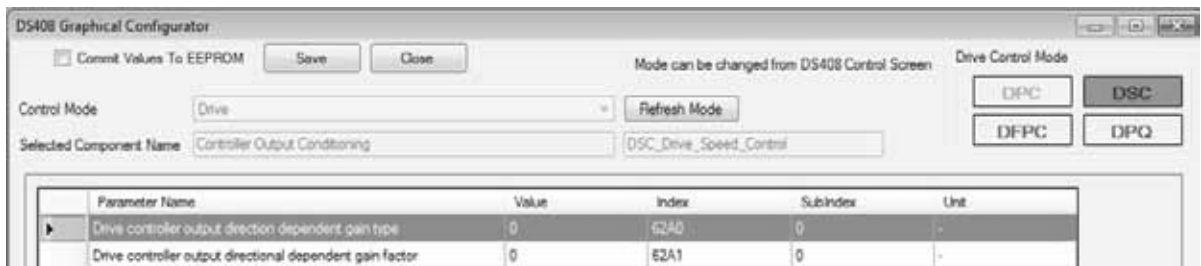 DS408 Graphical Configurator
Commit Values To EEPROM Save Close Mode can be changed from DS408 Control Screen Drive Control Mode
DPC DSC
Control Mode Drive Refresh Mode
DFPC DPQ
Selected Component Name Controller Output Conditioning DSC_Drive_Speed_Control
Parameter Name Value Index SubIndex Unit
Drive controller output direction dependent gain type 0 62A0 0 -
Drive controller output directional dependent gain factor 0 62A1 0 -